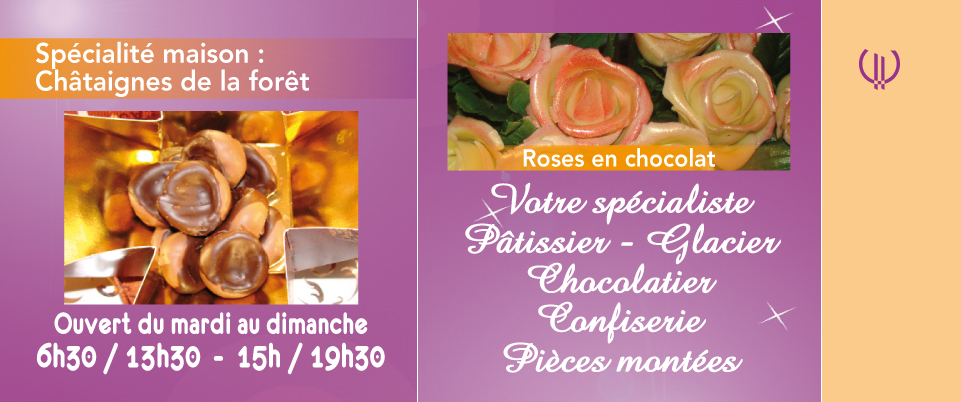 Spécialité maison :
Châtaignes de la forêt
Ouvert du mardi au dimanche
6h30 / 13h30 - 15h / 19h30
Roses en chocolat
Votre spécialiste
Pâtissier - Glacier
Chocolatier
Confiserie
Pièces montées